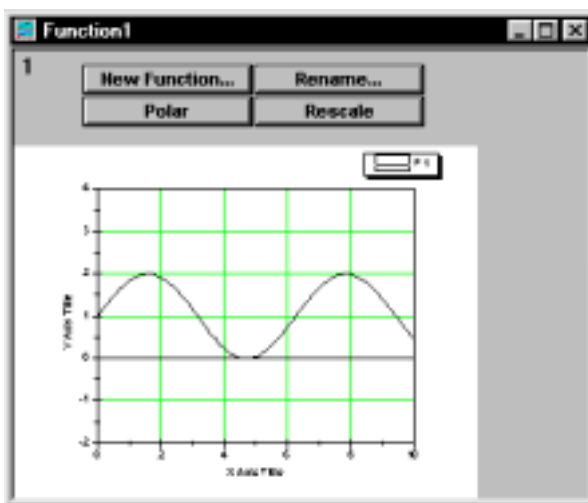 Function1
1
New Function... Rename...
Polar Rescale
F1
4
3
2
1
0
-1
-2
0 2 4 6 8 10
Y Axis Title
X Axis Title